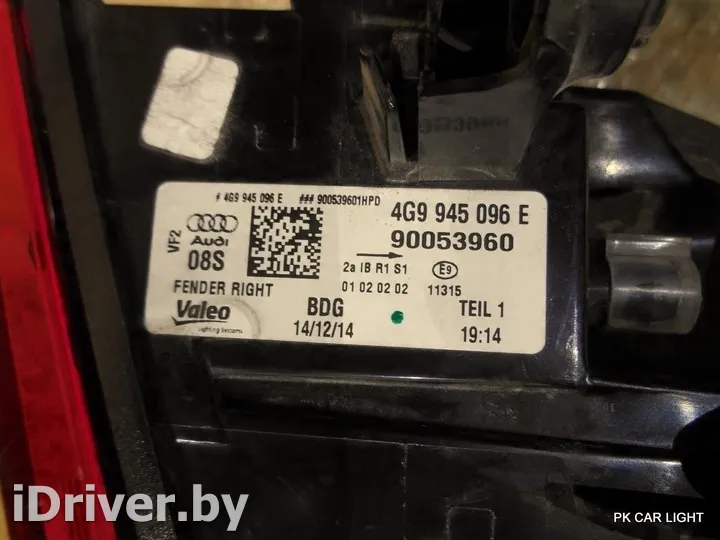 # 4G9 945 096 E ### 900539601HPD
4G9 945 096 E
90053960
VF2
Audi
08S
2a IB R1 S1
E9
01 02 02 02
11315
FENDER RIGHT
BDG
TEIL 1
Valeo
Lighting Systems
14/12/14
19:14
iDriver.by
PK CAR LIGHT